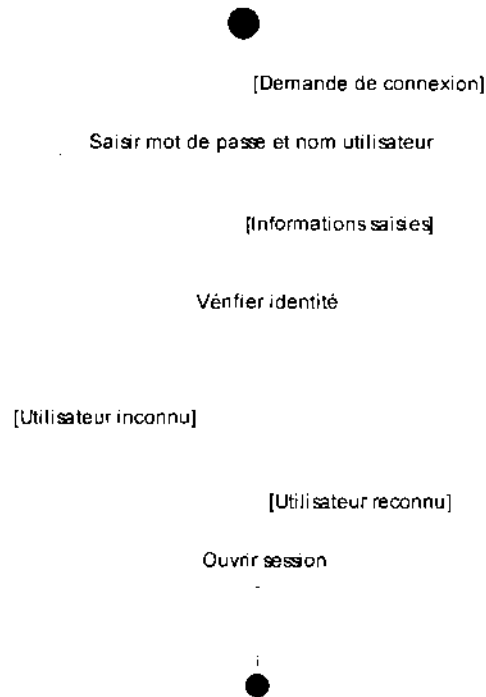 [Demande de connexion]
Saisir mot de passe et nom utilisateur
[Informations saisies]
Vérifier identité
[Utilisateur inconnu]
[Utilisateur reconnu]
Ouvrir session